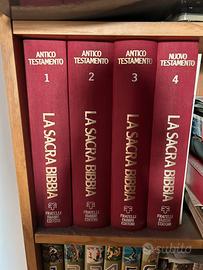 ANTICO
TESTAMENTO
1
LA SACRA BIBBIA
FRATELLI
FABBRI
EDITORI
ANTICO
TESTAMENTO
2
LA SACRA BIBBIA
FRATELLI
FABBRI
EDITORI
ANTICO
TESTAMENTO
3
LA SACRA BIBBIA
FRATELLI
FABBRI
EDITORI
NUOVO
TESTAMENTO
4
LA SACRA BIBBIA
FRATELLI
FABBRI
EDITORI
subito